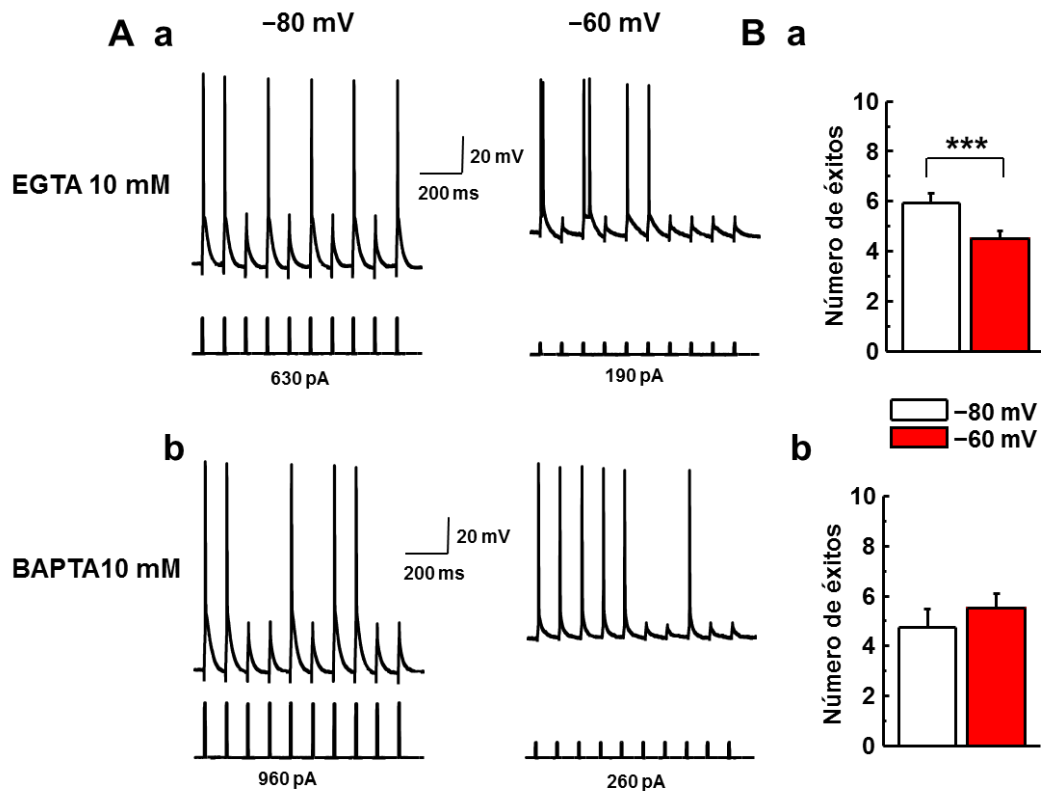 A a
−80 mV
−60 mV
B a
EGTA 10 mM
20 mV
200 ms
630 pA
190 pA
Número de éxitos
10
8
6
4
2
0
***
−80 mV
−60 mV
b
BAPTA10 mM
20 mV
200 ms
960 pA
260 pA
b
Número de éxitos
10
8
6
4
2
0